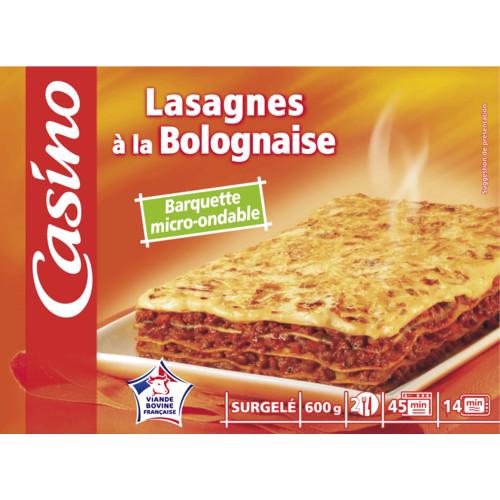 Casino
Lasagnes
à la Bolognaise
Barquette
micro-ondable
Suggestion de présentation
VIANDE
BOVINE
FRANÇAISE
SURGELÉ
600 g
2
45 min
14 min